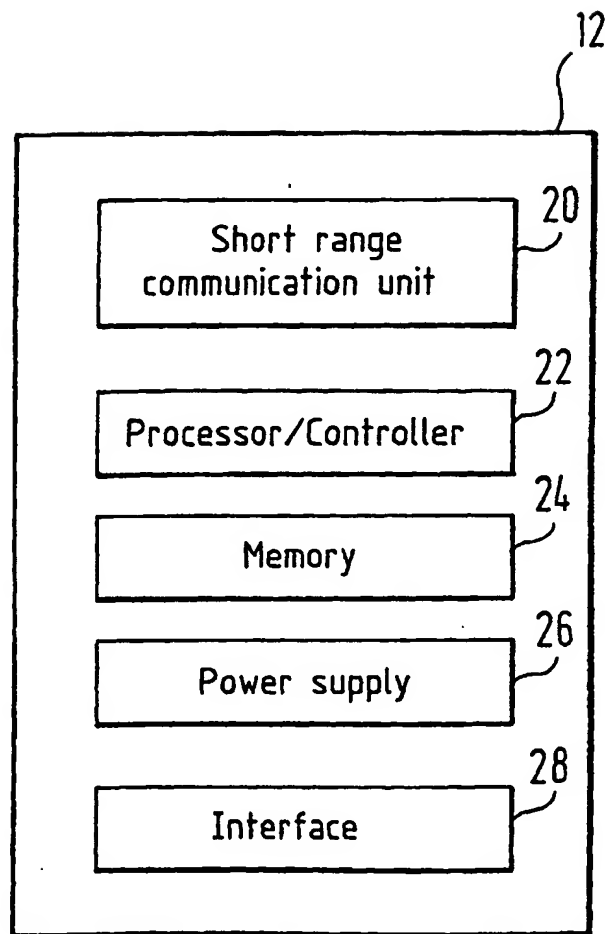 12
20
Short range
communication unit
22
Processor/Controller
24
Memory
26
Power supply
28
Interface